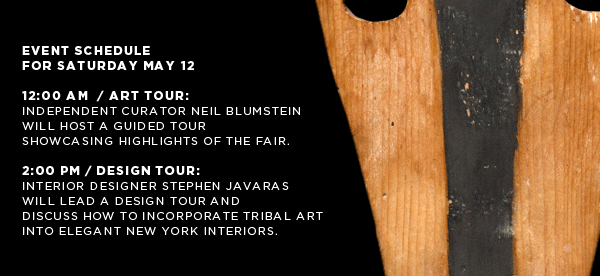 EVENT SCHEDULE
FOR SATURDAY MAY 12
12:00 AM / ART TOUR:
INDEPENDENT CURATOR NEIL BLUMSTEIN
WILL HOST A GUIDED TOUR
SHOWCASING HIGHLIGHTS OF THE FAIR.
2:00 PM / DESIGN TOUR:
INTERIOR DESIGNER STEPHEN JAVARAS
WILL LEAD A DESIGN TOUR AND
DISCUSS HOW TO INCORPORATE TRIBAL ART
INTO ELEGANT NEW YORK INTERIORS.